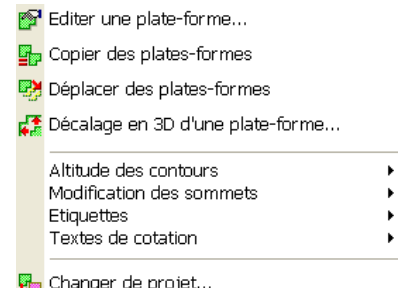 Editer une plate-forme...
Copier des plates-formes
Déplacer des plates-formes
Décalage en 3D d'une plate-forme...
Altitude des contours
Modification des sommets
Etiquettes
Textes de cotation
Changer de projet...